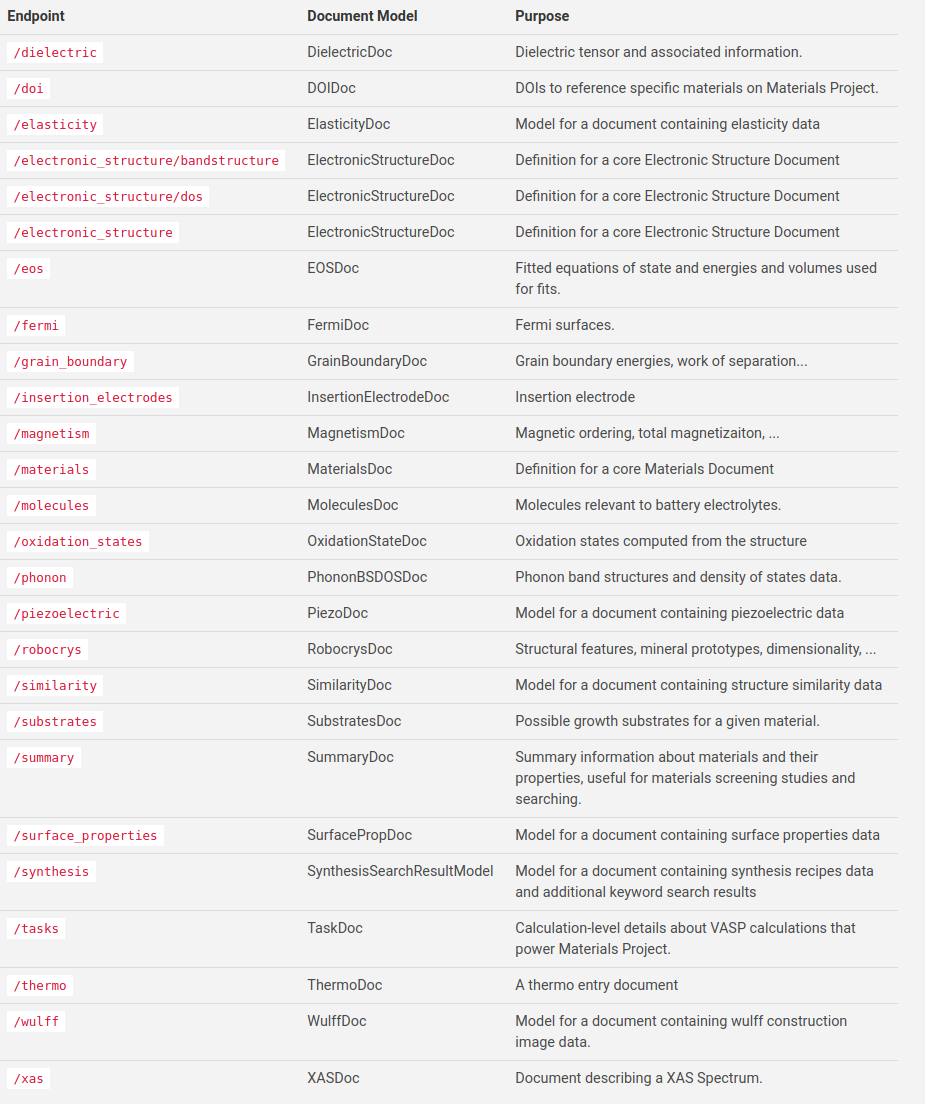 Endpoint Document Model Purpose
/dielectric DielectricDoc Dielectric tensor and associated information.
/doi DOIDoc DOIs to reference specific materials on Materials Project.
/elasticity ElasticityDoc Model for a document containing elasticity data
/electronic_structure/bandstructure ElectronicStructureDoc Definition for a core Electronic Structure Document
/electronic_structure/dos ElectronicStructureDoc Definition for a core Electronic Structure Document
/electronic_structure ElectronicStructureDoc Definition for a core Electronic Structure Document
/eos EOSDoc Fitted equations of state and energies and volumes used
for fits.
/fermi FermiDoc Fermi surfaces.
/grain_boundary GrainBoundaryDoc Grain boundary energies, work of separation...
/insertion_electrodes InsertionElectrodeDoc Insertion electrode
/magnetism MagnetismDoc Magnetic ordering, total magnetizaiton, ...
/materials MaterialsDoc Definition for a core Materials Document
/molecules MoleculesDoc Molecules relevant to battery electrolytes.
/oxidation_states OxidationStateDoc Oxidation states computed from the structure
/phonon PhononBSDOSDoc Phonon band structures and density of states data.
/piezoelectric PiezoDoc Model for a document containing piezoelectric data
/robocrys RobocrysDoc Structural features, mineral prototypes, dimensionality, ...
/similarity SimilarityDoc Model for a document containing structure similarity data
/substrates SubstratesDoc Possible growth substrates for a given material.
/summary SummaryDoc Summary information about materials and their
properties, useful for materials screening studies and
searching.
/surface_properties SurfacePropDoc Model for a document containing surface properties data
/synthesis SynthesisSearchResultModel Model for a document containing synthesis recipes data
and additional keyword search results
/tasks TaskDoc Calculation-level details about VASP calculations that
power Materials Project.
/thermo ThermoDoc A thermo entry document
/wulff WulffDoc Model for a document containing wulff construction
image data.
/xas XASDoc Document describing a XAS Spectrum.